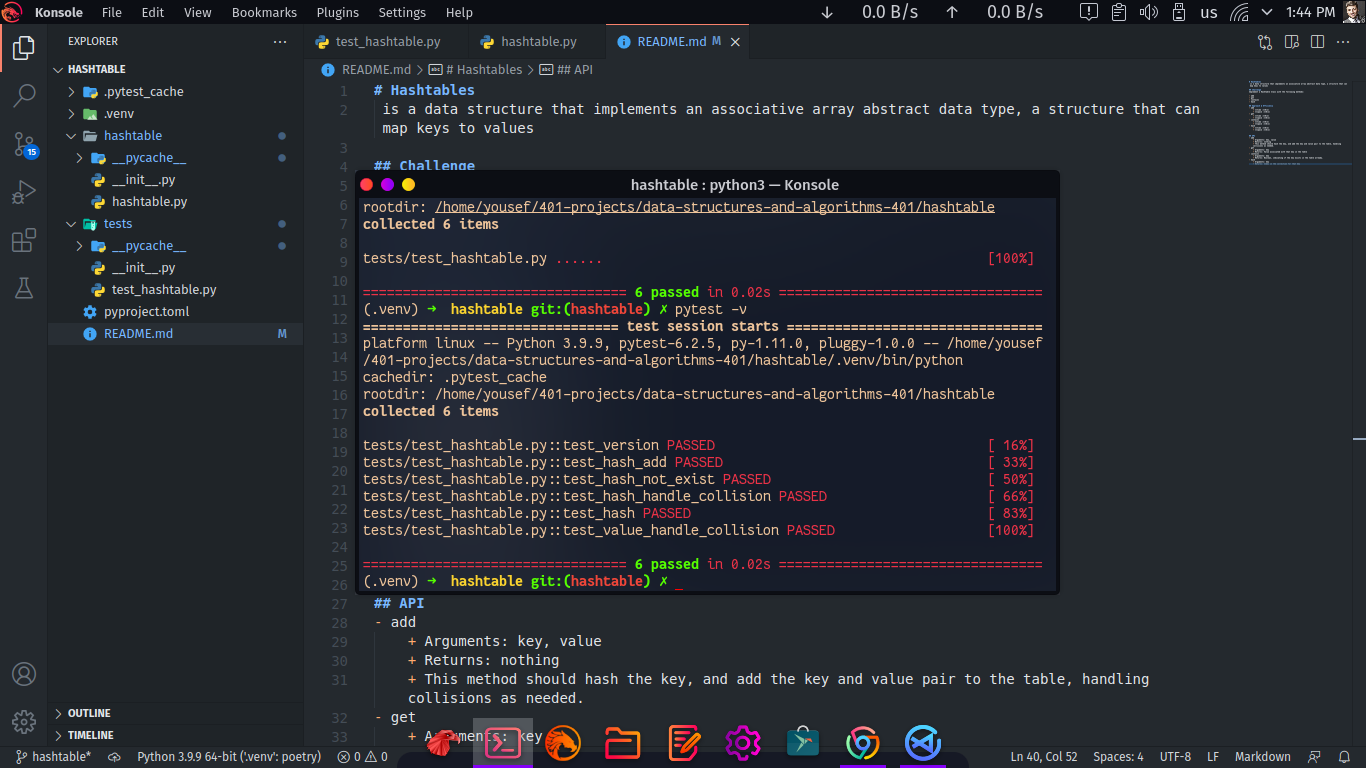 Konsole File Edit View Bookmarks Plugins Settings Help 0.0 B/s 0.0 B/s us 1:44 PM
EXPLORER
HASHTABLE
.pytest_cache
.venv
hashtable
__pycache__
__init__.py
hashtable.py
tests
__pycache__
__init__.py
test_hashtable.py
pyproject.toml
README.md M
15
OUTLINE
TIMELINE
test_hashtable.py hashtable.py README.md M
README.md > # Hashtables > ## API
1 # Hashtables
2 is a data structure that implements an associative array abstract data type, a structure that can
map keys to values
3
4 ## Challenge
5
6
7
8
9
10
11
12
13
14
15
16
17
18
19
20
21
22
23
24
25
26
hashtable : python3 — Konsole
rootdir: /home/yousef/401-projects/data-structures-and-algorithms-401/hashtable
collected 6 items
tests/test_hashtable.py ...... [100%]
================================= 6 passed in 0.02s =================================
(.venv) ➜ hashtable git:(hashtable) ✗ pytest -v
================================ test session starts ================================
platform linux -- Python 3.9.9, pytest-6.2.5, py-1.11.0, pluggy-1.0.0 -- /home/yousef
/401-projects/data-structures-and-algorithms-401/hashtable/.venv/bin/python
cachedir: .pytest_cache
rootdir: /home/yousef/401-projects/data-structures-and-algorithms-401/hashtable
collected 6 items
tests/test_hashtable.py::test_version PASSED [ 16%]
tests/test_hashtable.py::test_hash_add PASSED [ 33%]
tests/test_hashtable.py::test_hash_not_exist PASSED [ 50%]
tests/test_hashtable.py::test_hash_handle_collision PASSED [ 66%]
tests/test_hashtable.py::test_hash PASSED [ 83%]
tests/test_hashtable.py::test_value_handle_collision PASSED [100%]
================================= 6 passed in 0.02s =================================
(.venv) ➜ hashtable git:(hashtable) ✗ _
27 ## API
28 - add
29 + Arguments: key, value
30 + Returns: nothing
31 + This method should hash the key, and add the key and value pair to the table, handling
collisions as needed.
32 - get
33 + Arguments: key
hashtable* Python 3.9.9 64-bit ('.venv': poetry) 0 0 Ln 40, Col 52 Spaces: 4 UTF-8 LF Markdown